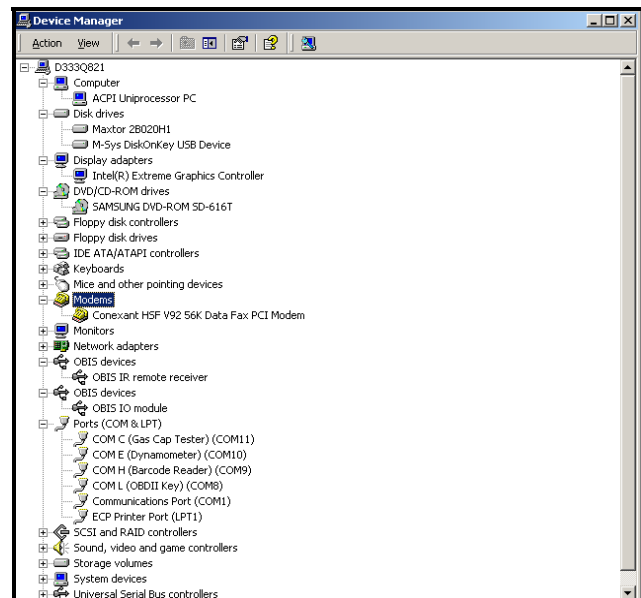 Device Manager
Action View
D333Q821
Computer
ACPI Uniprocessor PC
Disk drives
Maxtor 2B020H1
M-Sys DiskOnKey USB Device
Display adapters
Intel(R) Extreme Graphics Controller
DVD/CD-ROM drives
SAMSUNG DVD-ROM SD-616T
Floppy disk controllers
Floppy disk drives
IDE ATA/ATAPI controllers
Keyboards
Mice and other pointing devices
Modems
Conexant HSF V92 56K Data Fax PCI Modem
Monitors
Network adapters
OBIS devices
OBIS IR remote receiver
OBIS devices
OBIS IO module
Ports (COM & LPT)
COM C (Gas Cap Tester) (COM11)
COM E (Dynamometer) (COM10)
COM H (Barcode Reader) (COM9)
COM L (OBDII Key) (COM8)
Communications Port (COM1)
ECP Printer Port (LPT1)
SCSI and RAID controllers
Sound, video and game controllers
Storage volumes
System devices
Universal Serial Bus controllers